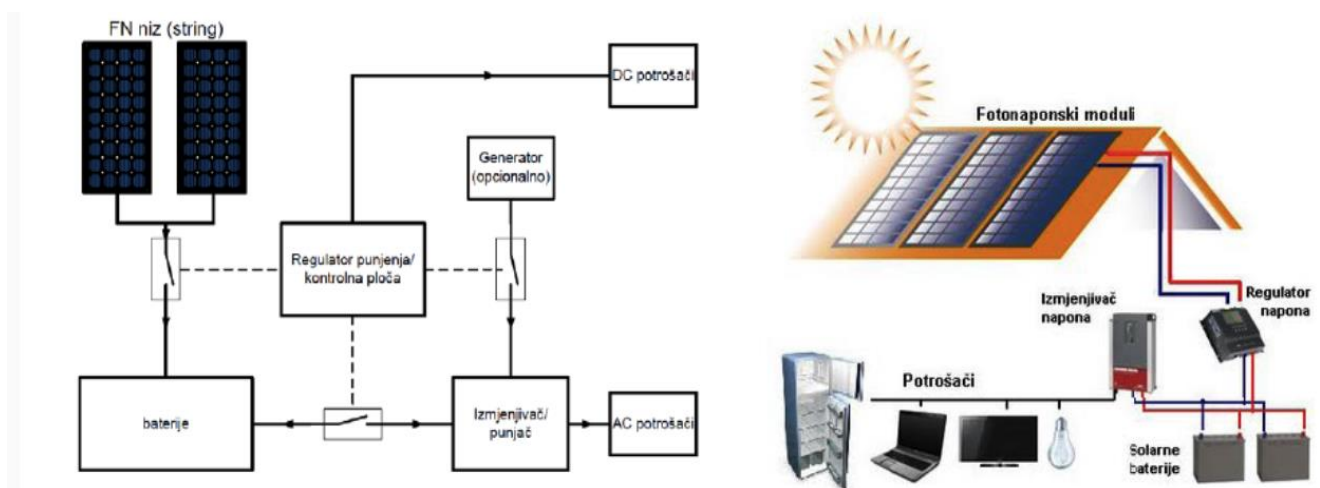 FN niz (string)
DC potrošači
Generator
(opcionalno)
Regulator punjenja/
kontrolna ploča
baterije
Izmjenjivač/
punjač
AC potrošači
Fotonaponski moduli
Izmjenjivač
napona
Regulator
napona
Potrošači
Solarne
baterije